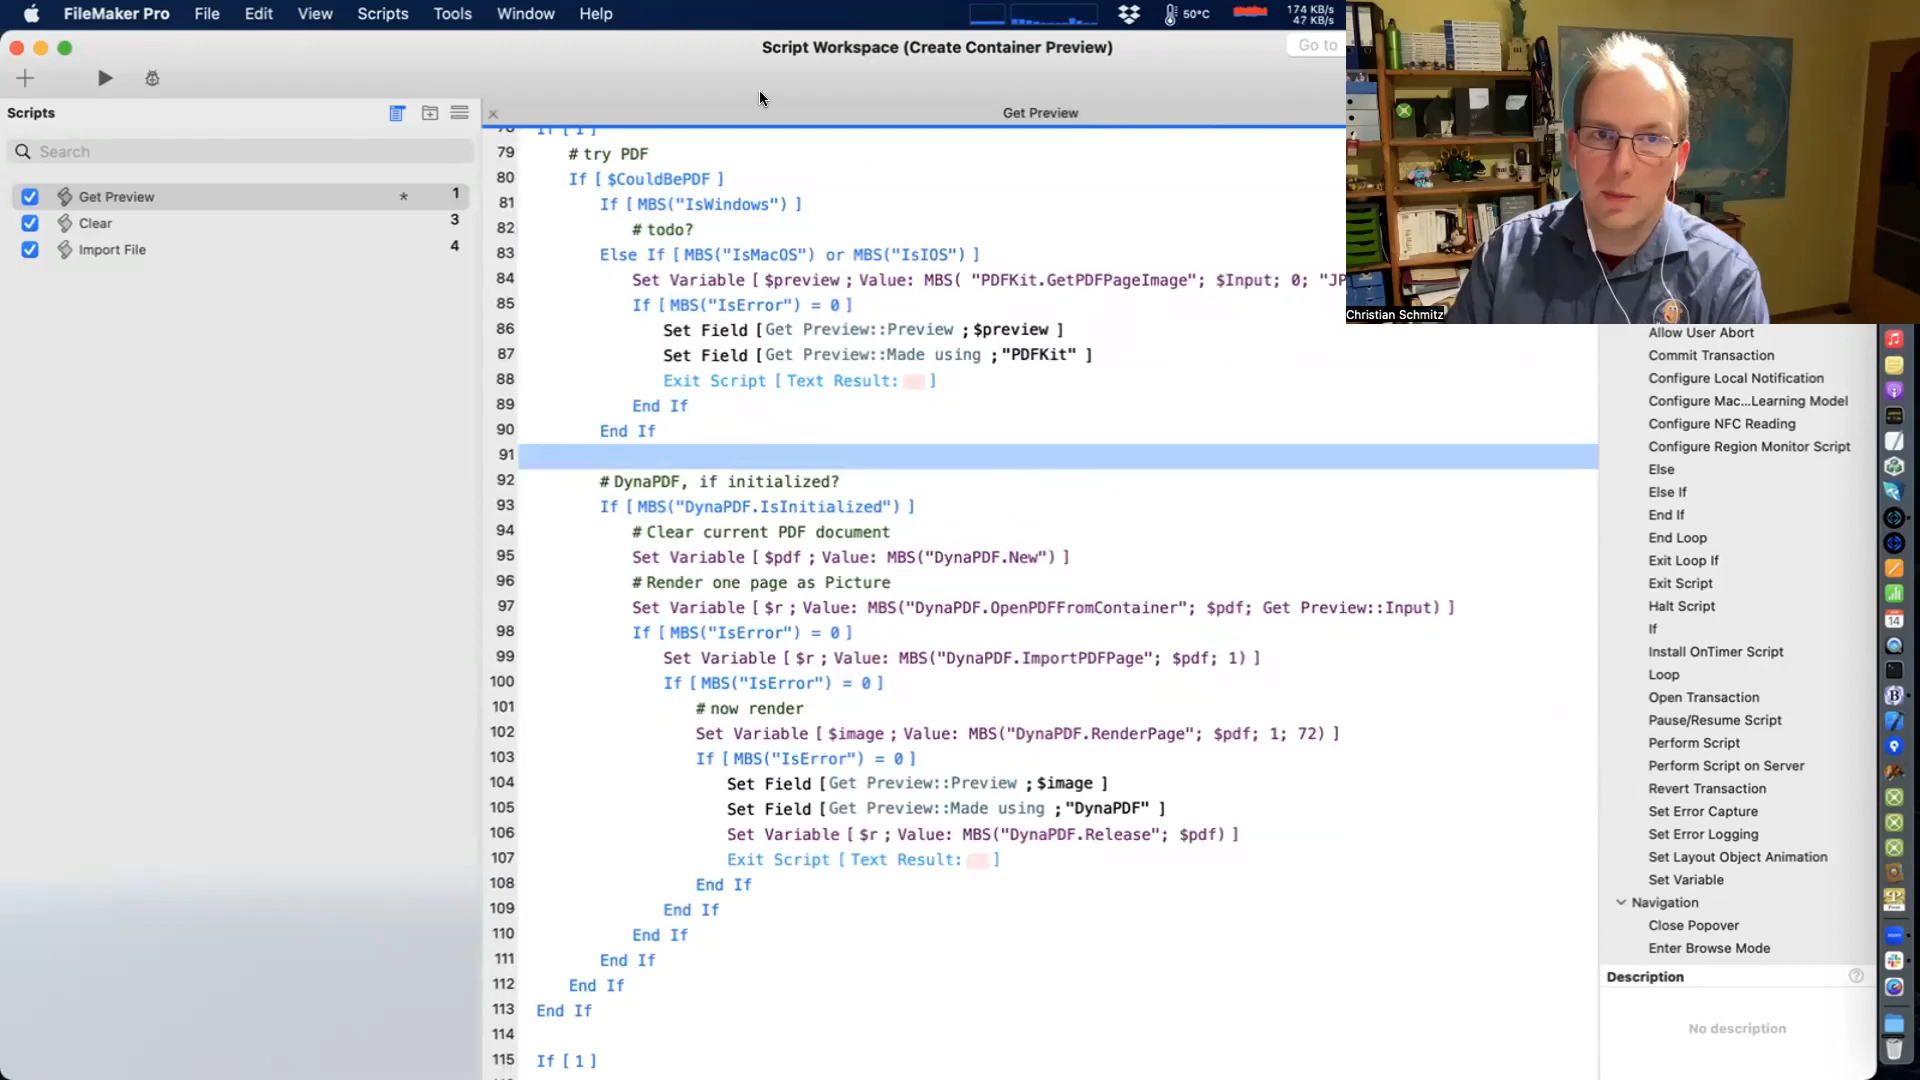 FileMaker Pro File Edit View Scripts Tools Window Help 50°C 174 KB/s
47 KB/s
Script Workspace (Create Container Preview)
Go to
Scripts
Get Preview
Search
Get Preview * 1
Clear 3
Import File 4
78 If [ 1 ]
79 # try PDF
80 If [ $CouldBePDF ]
81 If [ MBS("IsWindows") ]
82 # todo?
83 Else If [ MBS("IsMacOS") or MBS("IsIOS") ]
84 Set Variable [ $preview ; Value: MBS( "PDFKit.GetPDFPageImage"; $Input; 0; "JP
85 If [ MBS("IsError") = 0 ]
86 Set Field [ Get Preview::Preview ; $preview ]
87 Set Field [ Get Preview::Made using ; "PDFKit" ]
88 Exit Script [ Text Result: ]
89 End If
90 End If
91
92 # DynaPDF, if initialized?
93 If [ MBS("DynaPDF.IsInitialized") ]
94 # Clear current PDF document
95 Set Variable [ $pdf ; Value: MBS("DynaPDF.New") ]
96 # Render one page as Picture
97 Set Variable [ $r ; Value: MBS("DynaPDF.OpenPDFFromContainer"; $pdf; Get Preview::Input) ]
98 If [ MBS("IsError") = 0 ]
99 Set Variable [ $r ; Value: MBS("DynaPDF.ImportPDFPage"; $pdf; 1) ]
100 If [ MBS("IsError") = 0 ]
101 # now render
102 Set Variable [ $image ; Value: MBS("DynaPDF.RenderPage"; $pdf; 1; 72) ]
103 If [ MBS("IsError") = 0 ]
104 Set Field [ Get Preview::Preview ; $image ]
105 Set Field [ Get Preview::Made using ; "DynaPDF" ]
106 Set Variable [ $r ; Value: MBS("DynaPDF.Release"; $pdf) ]
107 Exit Script [ Text Result: ]
108 End If
109 End If
110 End If
111 End If
112 End If
113 End If
114
115 If [ 1 ]
Christian Schmitz
Allow User Abort
Commit Transaction
Configure Local Notification
Configure Mac...Learning Model
Configure NFC Reading
Configure Region Monitor Script
Else
Else If
End If
End Loop
Exit Loop If
Exit Script
Halt Script
If
Install OnTimer Script
Loop
Open Transaction
Pause/Resume Script
Perform Script
Perform Script on Server
Revert Transaction
Set Error Capture
Set Error Logging
Set Layout Object Animation
Set Variable
Navigation
Close Popover
Enter Browse Mode
Description
No description
14